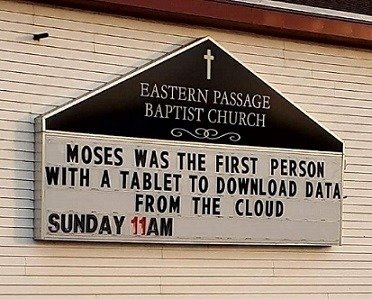 EASTERN PASSAGE
BAPTIST CHURCH
MOSES WAS THE FIRST PERSON
WITH A TABLET TO DOWNLOAD DATA
FROM THE CLOUD
SUNDAY 11AM